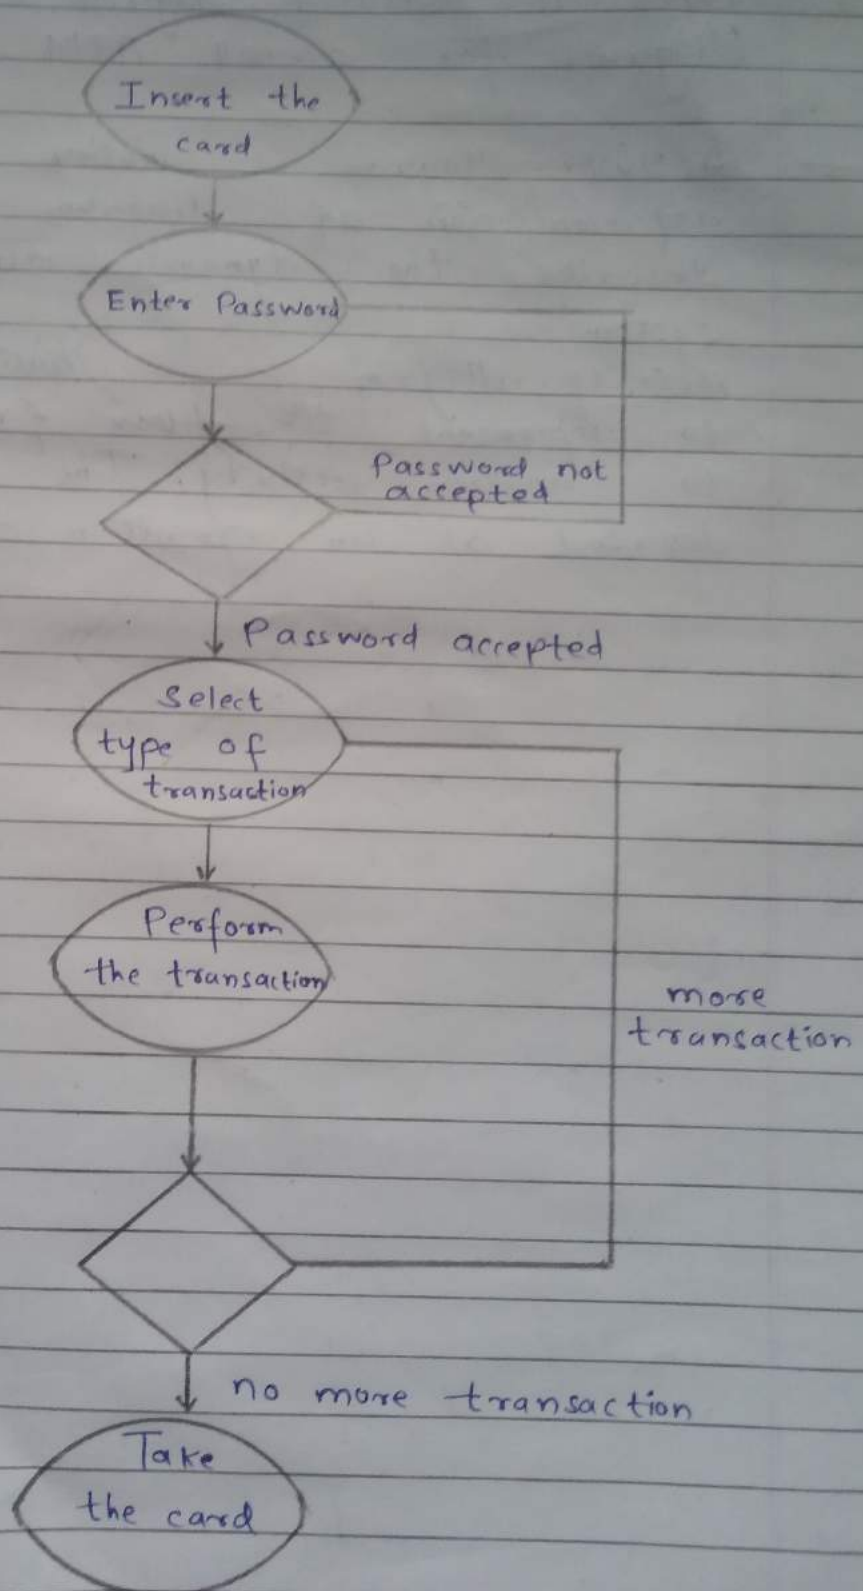 Insert the
card
Enter Password
Password not
accepted
Password accepted
Select
type of
transaction
Perform
the transaction
more
transaction
no more transaction
Take
the card